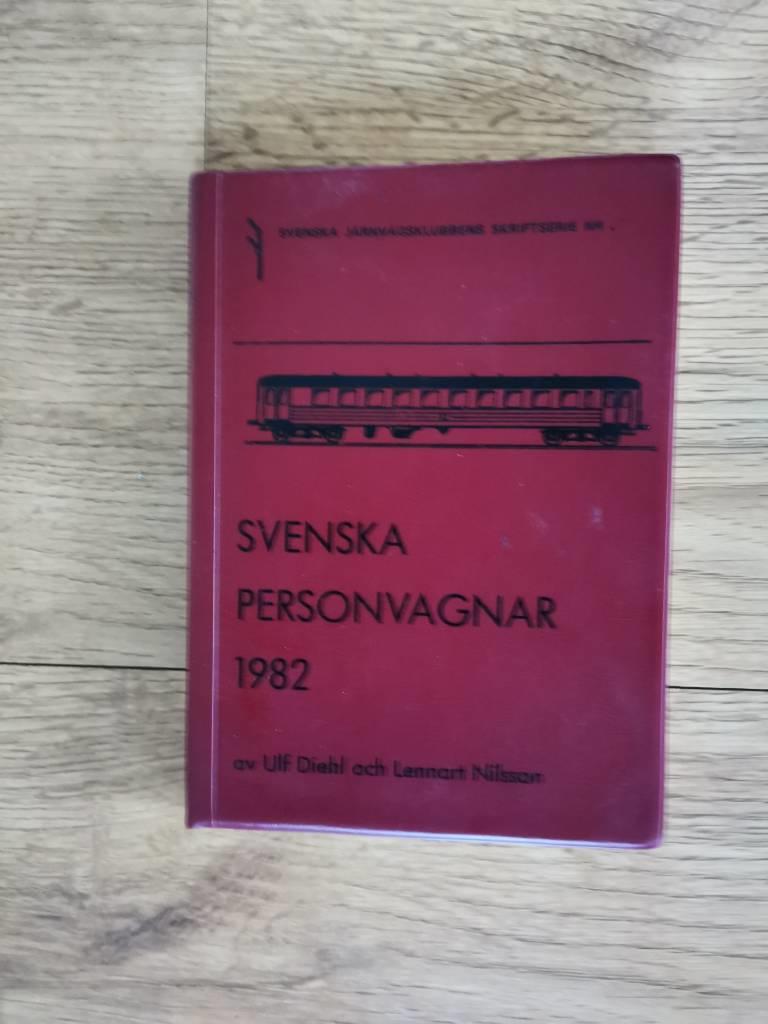 SVENSKA JÄRNVÄGSKLUBBENS SKRIFTSERIE NR
SVENSKA
PERSONVAGNAR
1982
av Ulf Diehl och Lennart Nilsson